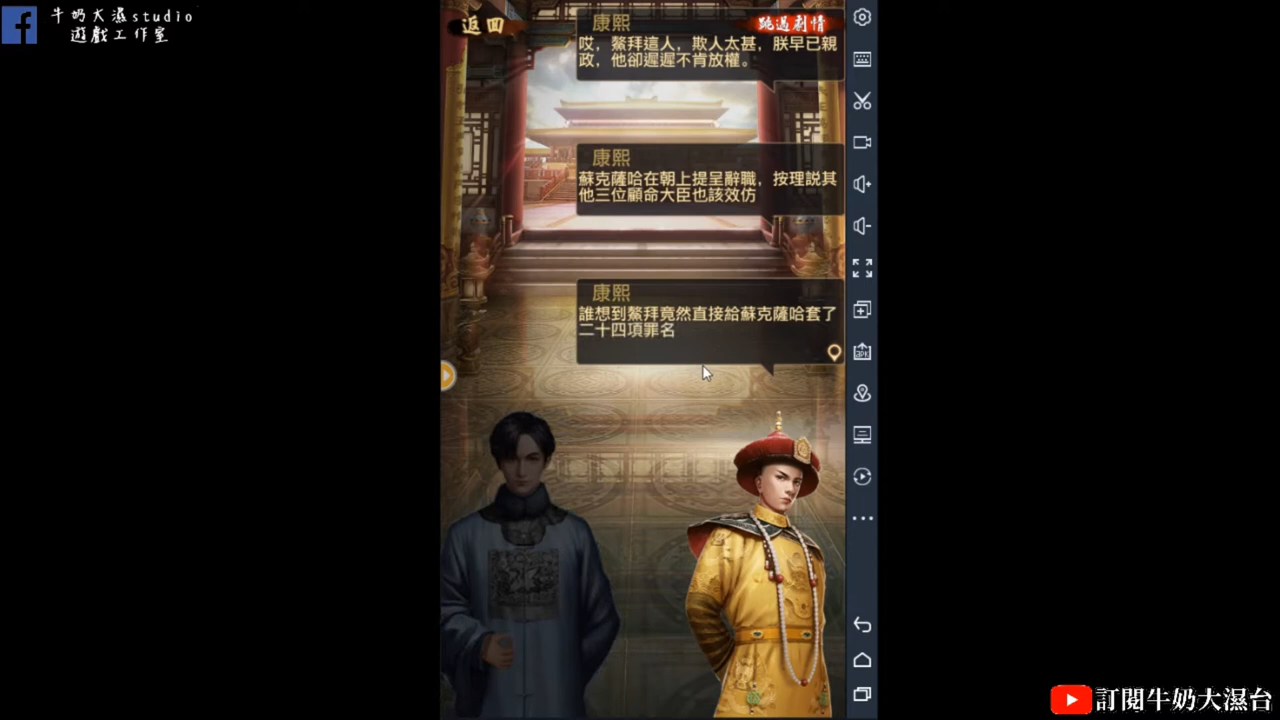 牛奶大濕studio
遊戲工作室
返回
跳過劇情
康熙
哎，鰲拜這人，欺人太甚，朕早已親
政，他卻遲遲不肯放權。
康熙
蘇克薩哈在朝上提呈辭職，按理説其
他三位顧命大臣也該效仿
康熙
誰想到鰲拜竟然直接給蘇克薩哈套了
二十四項罪名
訂閱牛奶大濕台